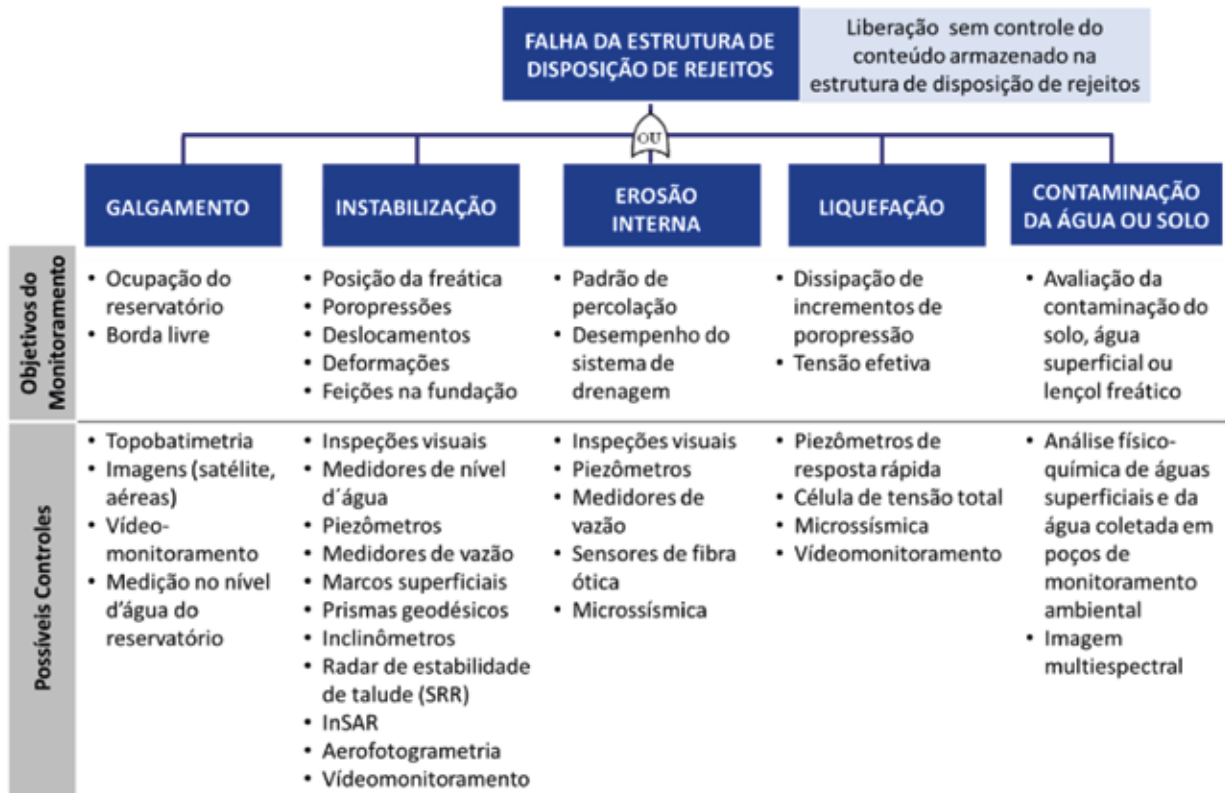 FALHA DA ESTRUTURA DE
DISPOSIÇÃO DE REJEITOS
Liberação sem controle do
conteúdo armazenado na
estrutura de disposição de rejeitos
OU
GALGAMENTO
INSTABILIZAÇÃO
EROSÃO
INTERNA
LIQUEFAÇÃO
CONTAMINAÇÃO
DA ÁGUA OU SOLO
Objetivos do
Monitoramento
• Ocupação do
reservatório
• Borda livre
• Posição da freática
• Poropressões
• Deslocamentos
• Deformações
• Feições na fundação
• Padrão de
percolação
• Desempenho do
sistema de
drenagem
• Dissipação de
incrementos de
poropressão
• Tensão efetiva
• Avaliação da
contaminação do
solo, água
superficial ou
lençol freático
Possíveis Controles
• Topobatimetria
• Imagens (satélite,
aéreas)
• Vídeo-
monitoramento
• Medição no nível
d'água do
reservatório
• Inspeções visuais
• Medidores de nível
d´água
• Piezômetros
• Medidores de vazão
• Marcos superficiais
• Prismas geodésicos
• Inclinômetros
• Radar de estabilidade
de talude (SRR)
• InSAR
• Aerofotogrametria
• Vídeomonitoramento
• Inspeções visuais
• Piezômetros
• Medidores de
vazão
• Sensores de fibra
ótica
• Microssísmica
• Piezômetros de
resposta rápida
• Célula de tensão total
• Microssísmica
• Vídeomonitoramento
• Análise físico-
química de águas
superficiais e da
água coletada em
poços de
monitoramento
ambiental
• Imagem
multiespectral